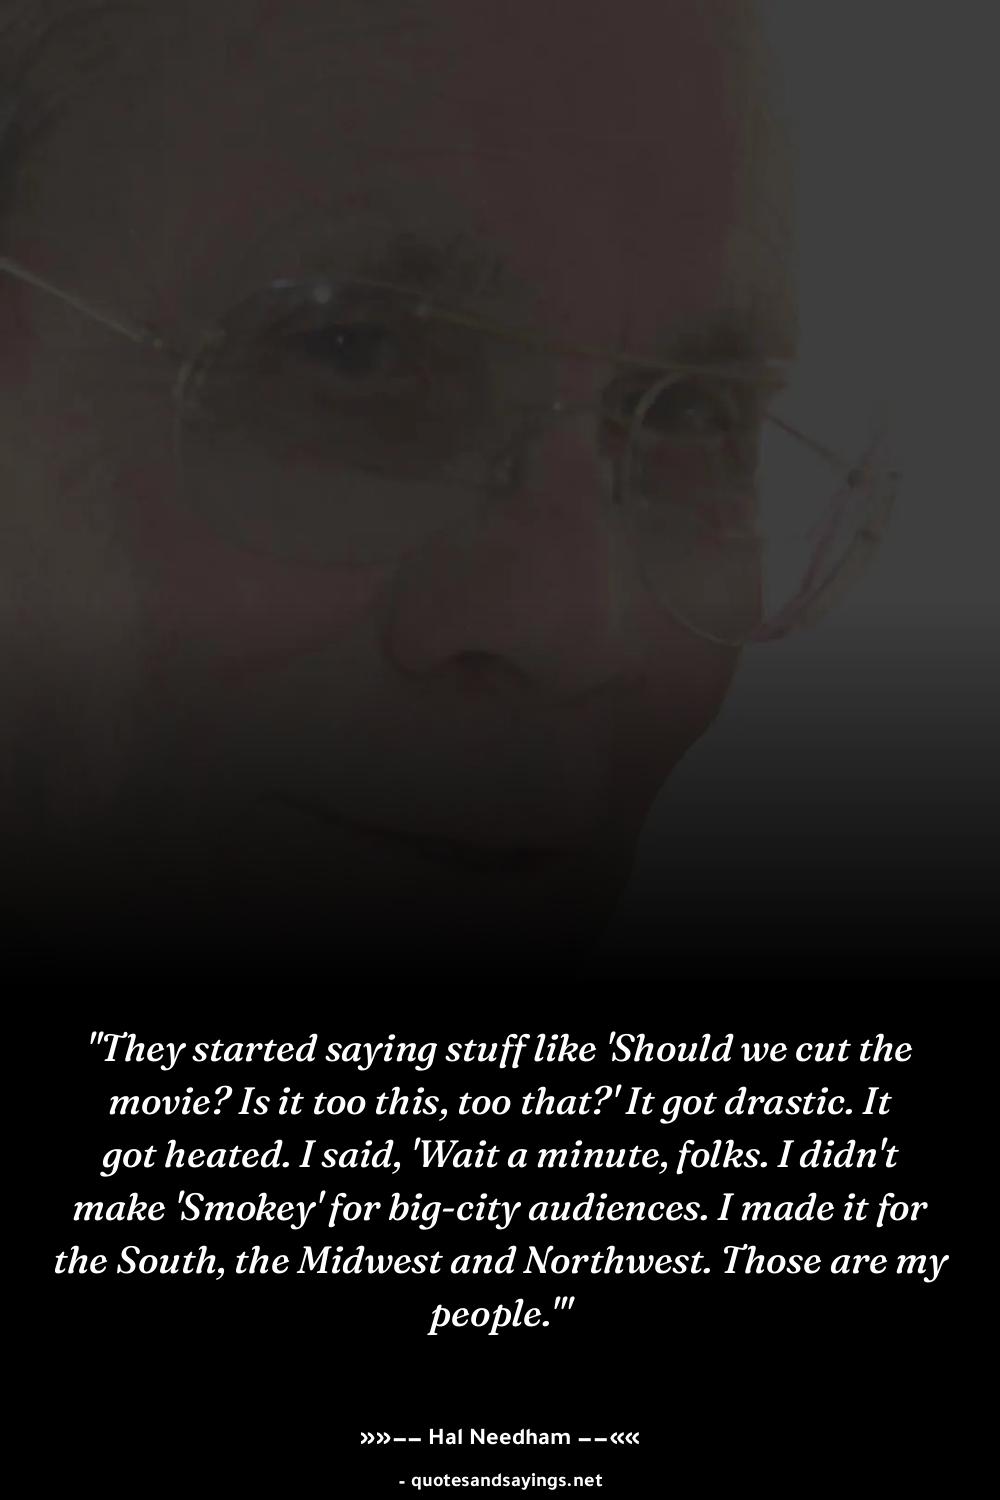 "They started saying stuff like 'Should we cut the
movie? Is it too this, too that?' It got drastic. It
got heated. I said, 'Wait a minute, folks. I didn't
make 'Smokey' for big-city audiences. I made it for
the South, the Midwest and Northwest. Those are my
people.'"
»»−− Hal Needham −−««
- quotesandsayings.net